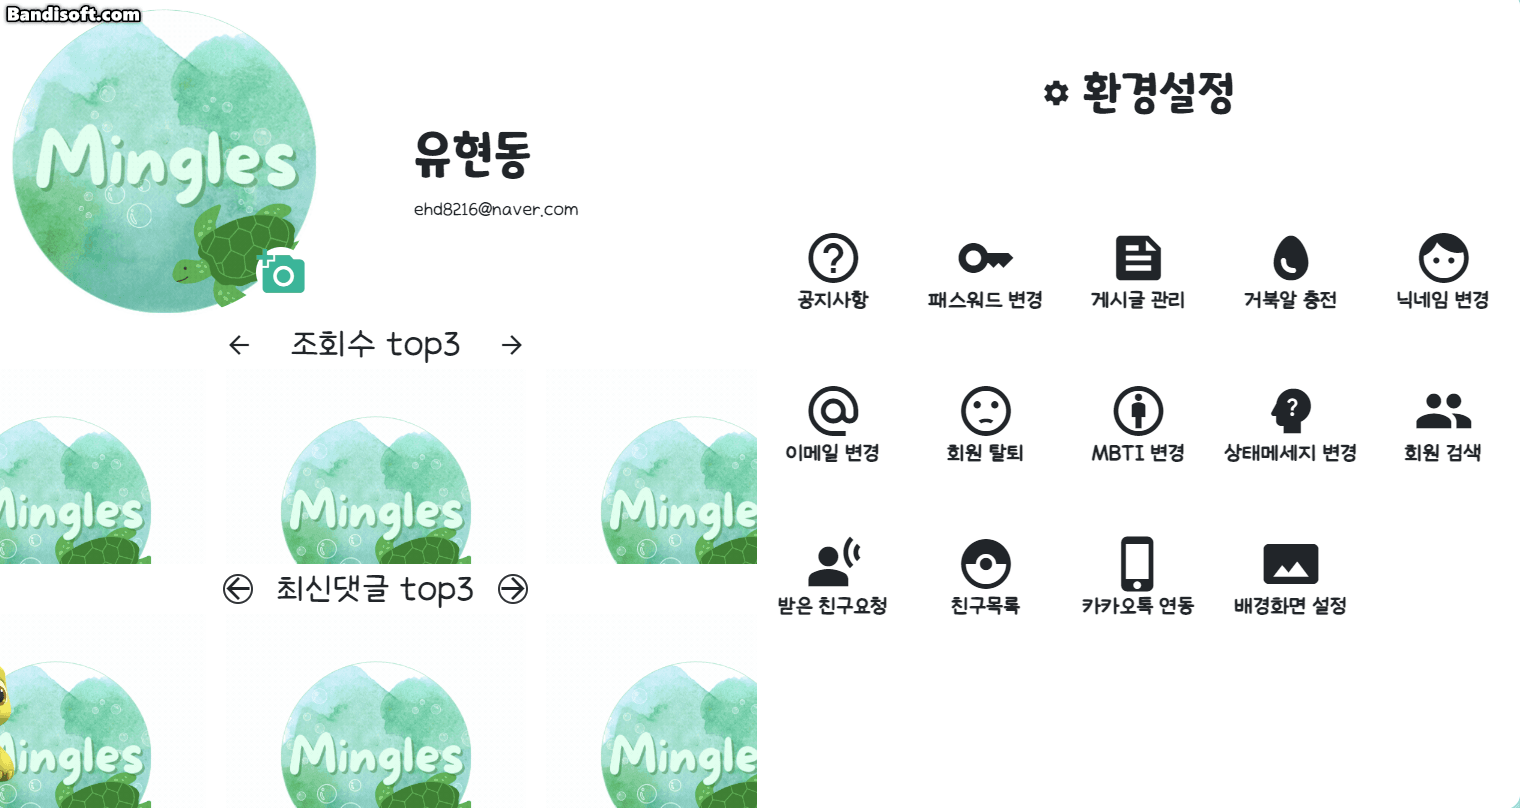 Bandisoft.com
Mingles
유현동
ehd8216@naver.com
조회수 top3
Mingles
Mingles
Mingles
최신댓글 top3
Mingles
Mingles
Mingles
환경설정
공지사항
패스워드 변경
게시글 관리
거북알 충전
닉네임 변경
이메일 변경
회원 탈퇴
MBTI 변경
상태메세지 변경
회원 검색
받은 친구요청
친구목록
카카오톡 연동
배경화면 설정